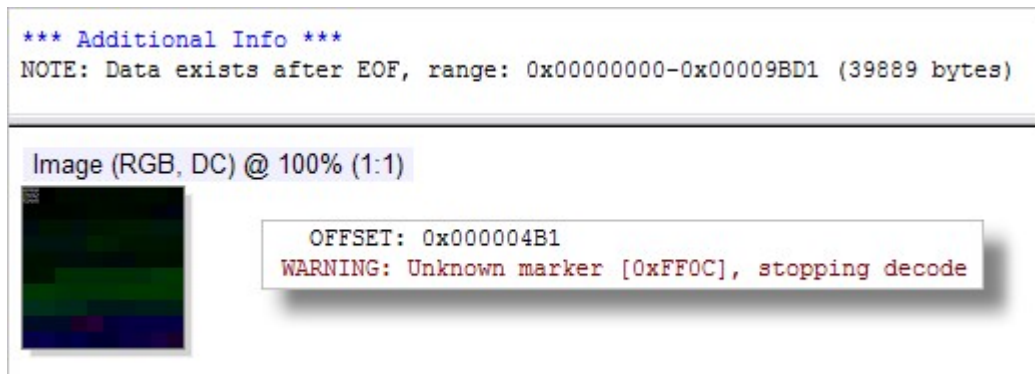 *** Additional Info ***
NOTE: Data exists after EOF, range: 0x00000000-0x00009BD1 (39889 bytes)
Image (RGB, DC) @ 100% (1:1)
OFFSET: 0x000004B1
WARNING: Unknown marker [0xFF0C], stopping decode